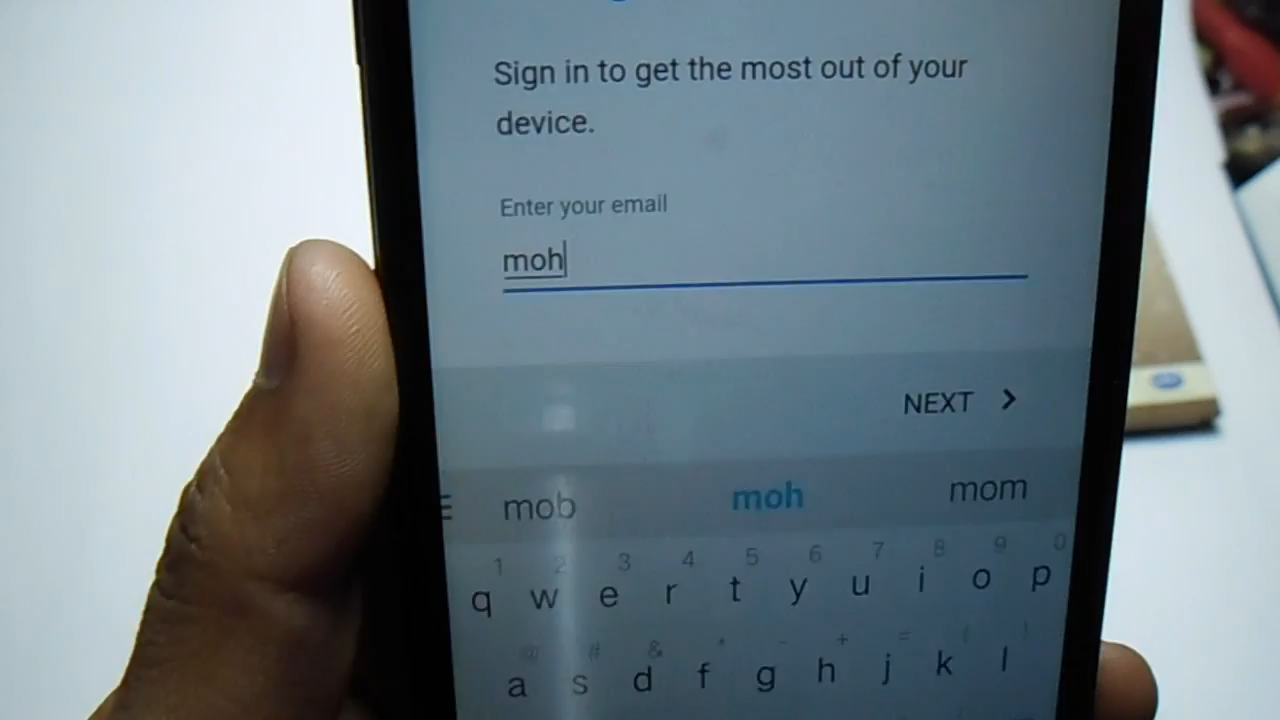 Sign in to get the most out of your
device.
Enter your email
moh
NEXT
mob moh mom
1 2 3 4 5 6 7 8 9 0
q w e r t y u i o p
@ # & * - + = ( )
a s d f g h j k l